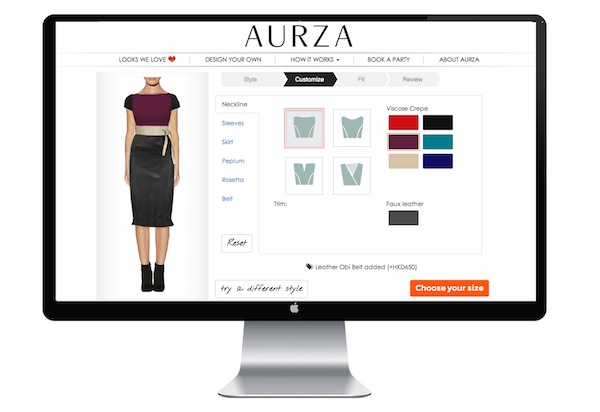 AURZA
LOOKS WE LOVE
DESIGN YOUR OWN
HOW IT WORKS
BOOK A PARTY
ABOUT AURZA
Style
Customize
Fit
Review
Neckline
Sleeves
Skirt
Peplum
Rosetta
Belt
Reset
Trim:
Viscose Crepe
Faux leather
Leather Obi Belt added (+HKD650)
try a different style
Choose your size